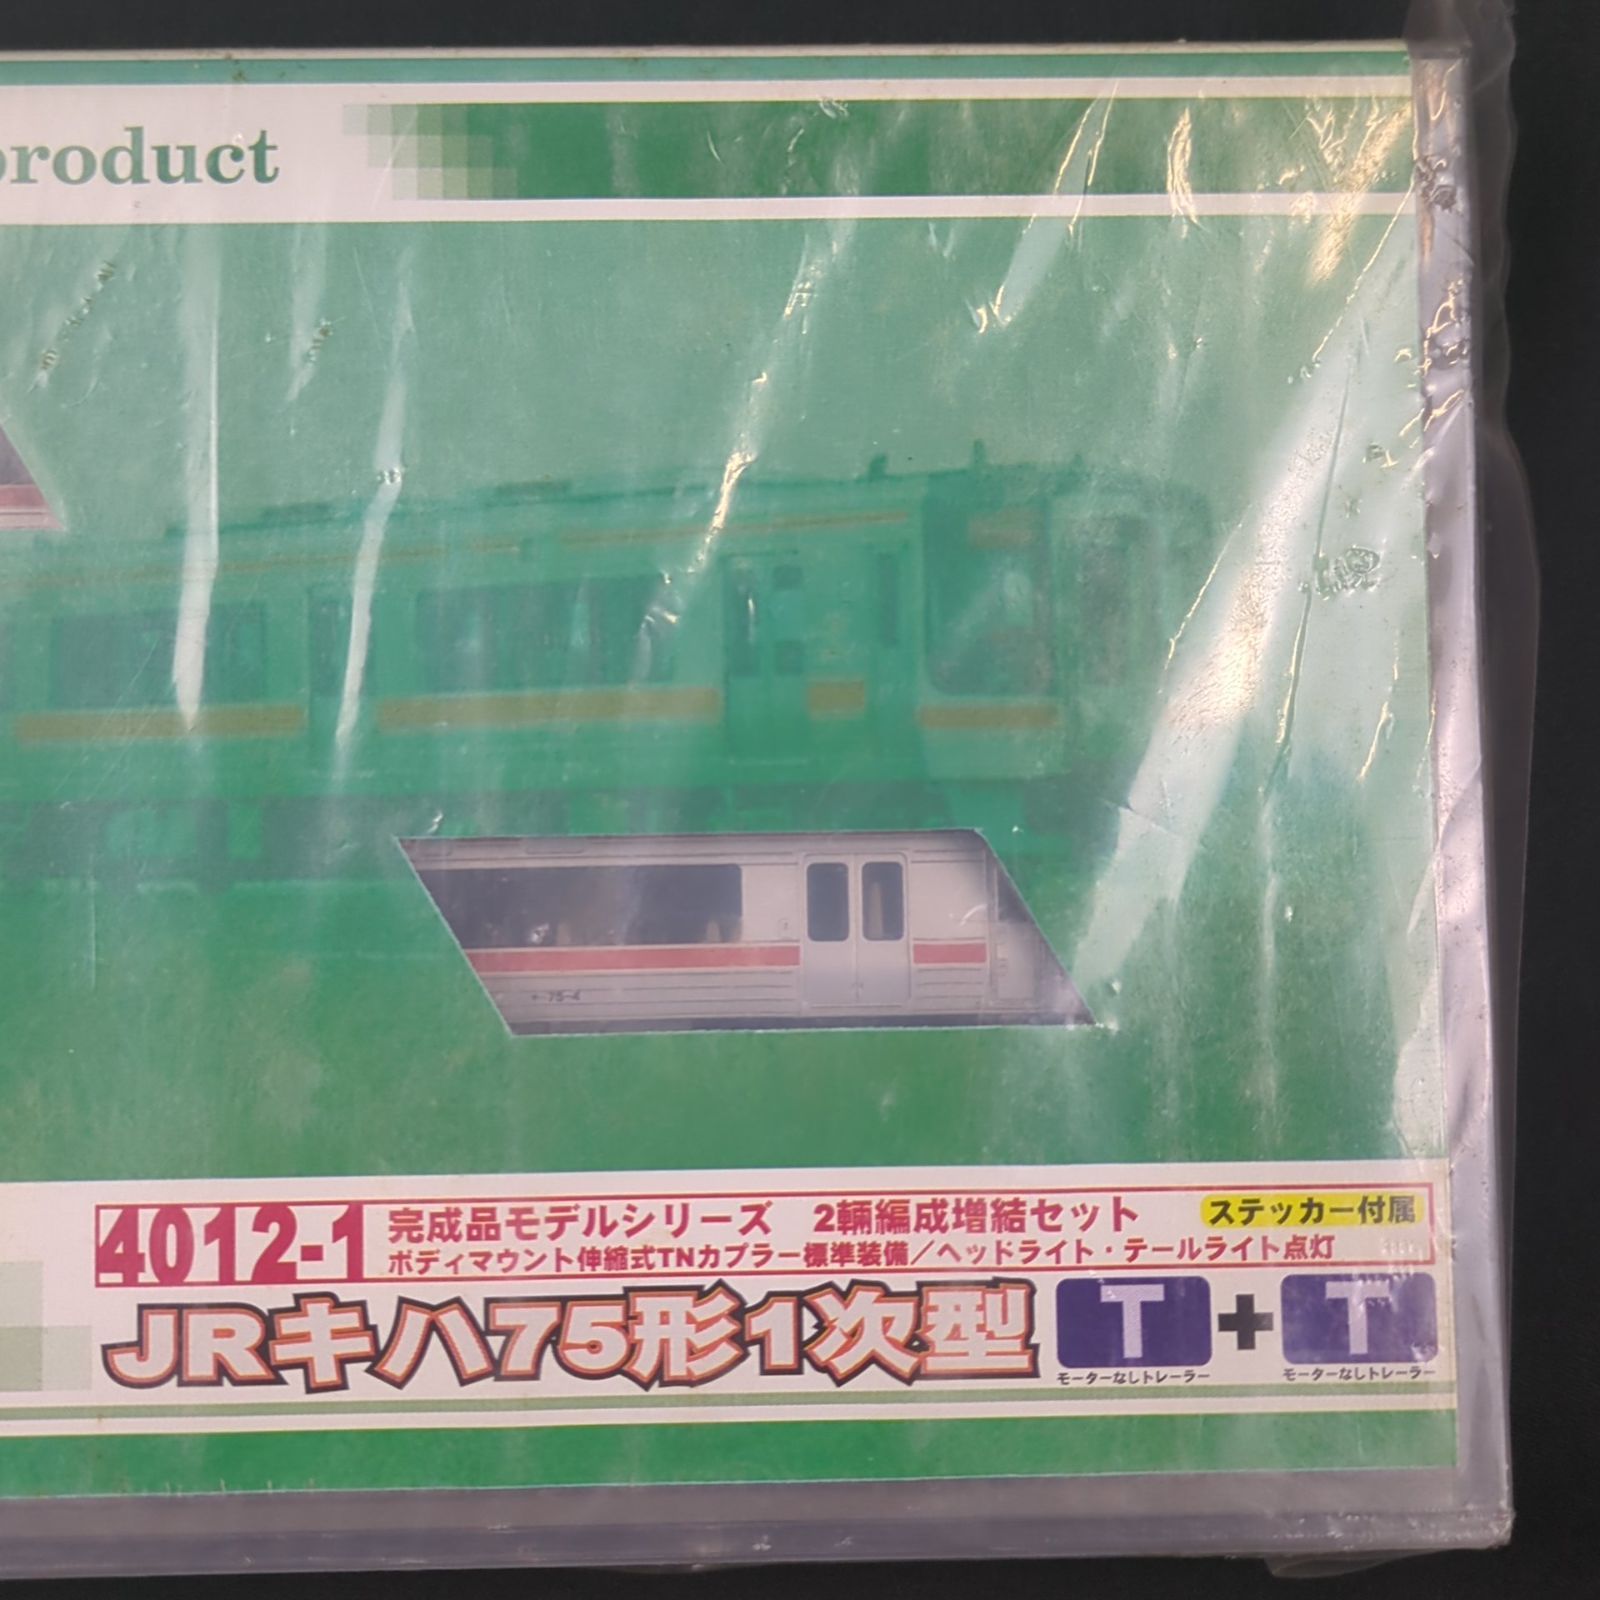 product
75-4
4012-1
完成品モデルシリーズ 2輛編成増結セット
ステッカー付属
ボディマウント伸縮式TNカプラー標準装備/ヘッドライト・テールライト点灯
JRキハ75形1次型
T+T
モーターなしトレーラー モーターなしトレーラー